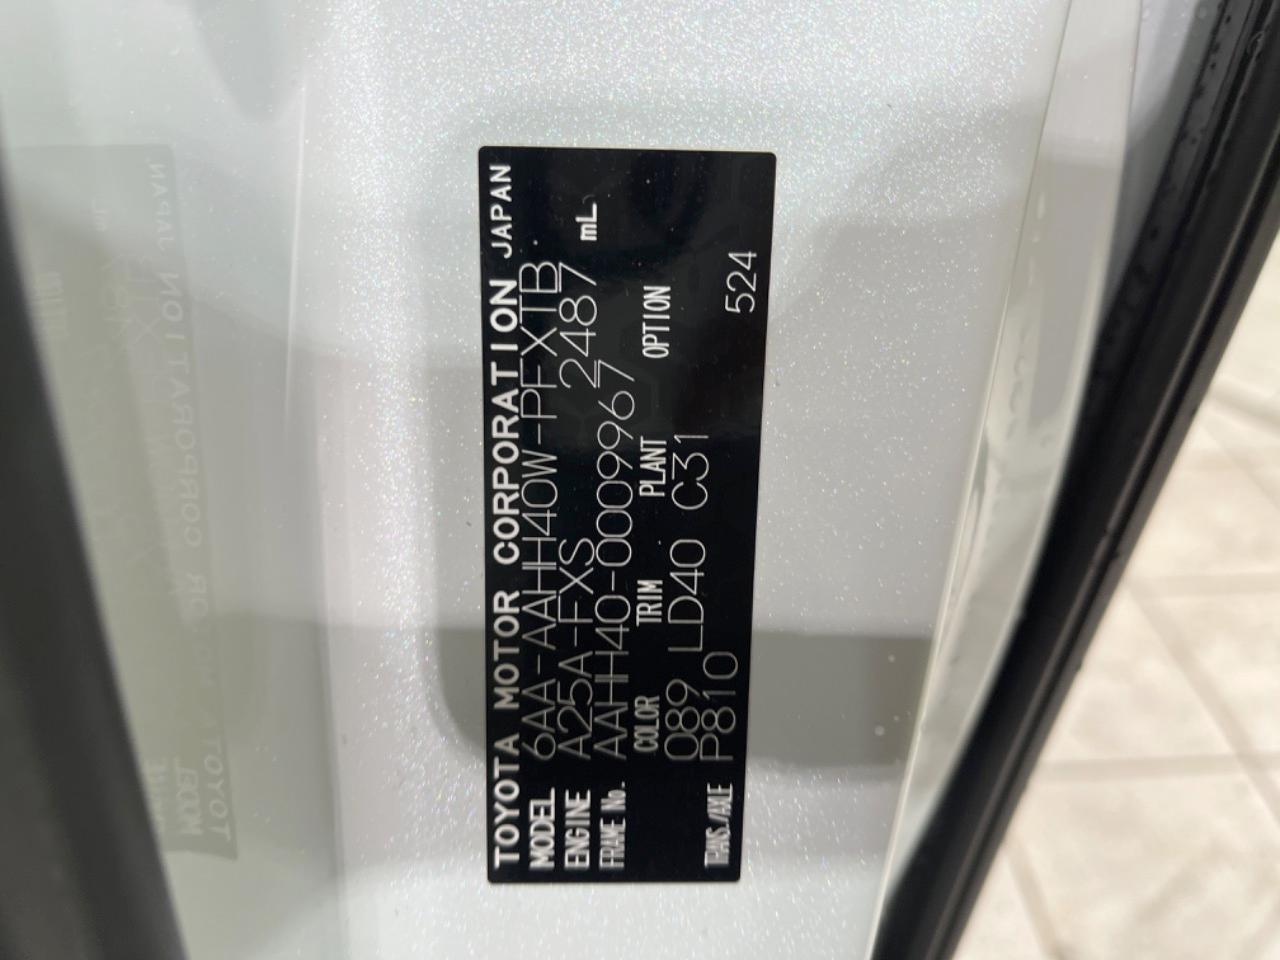 TOYOTA MOTOR CORPORATION JAPAN
MODEL 6AA-AAHH40W-PFXTB
ENGINE A25A-FXS 2487 mL
FRAME No. AAHH40-0009967
COLOR TRIM PLANT OPTION
089 LD40 C31
TRANS./AXLE P810 524